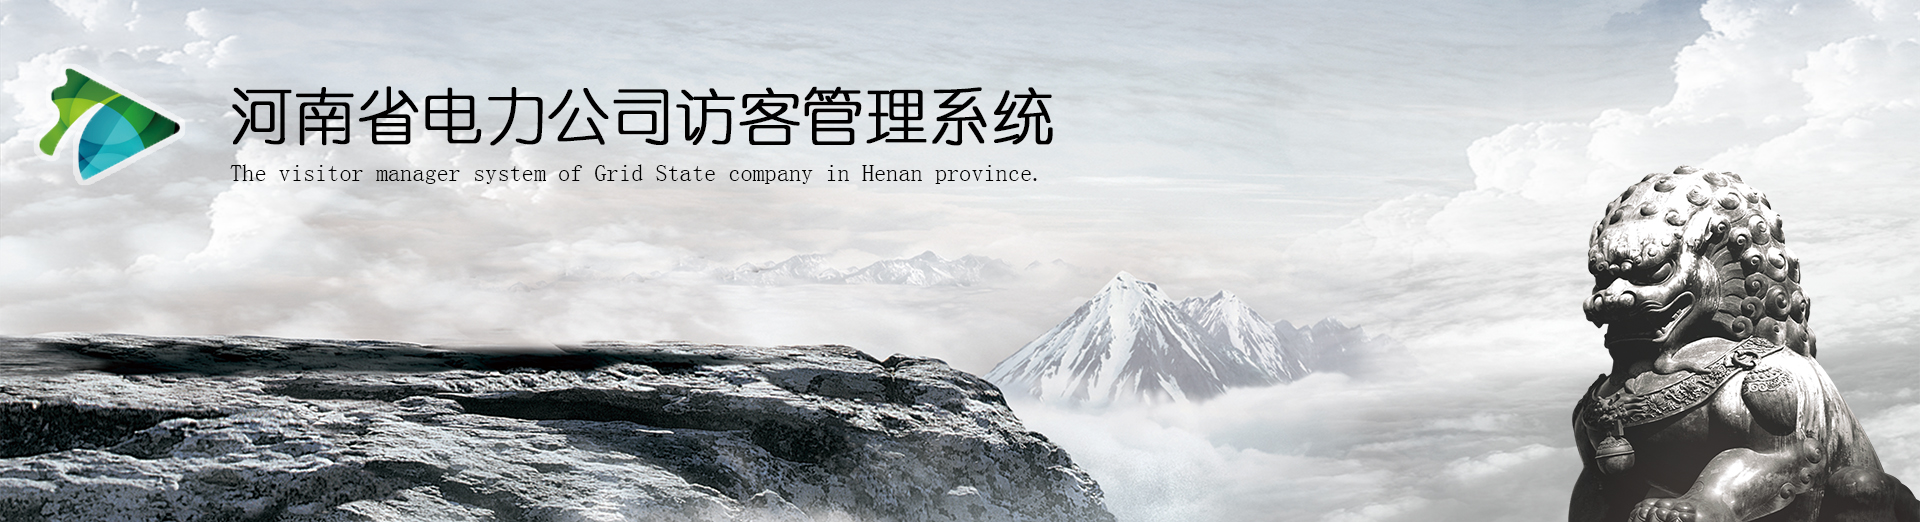 河南省电力公司访客管理系统
The visitor manager system of Grid State company in Henan province.